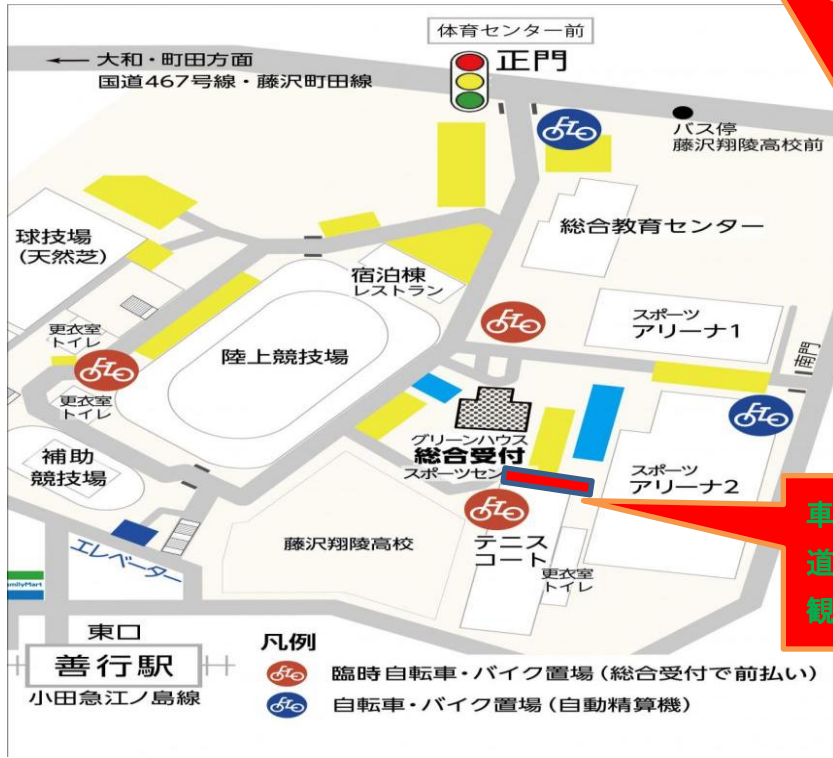 体育センター前
← 大和・町田方面
正門
国道467号線・藤沢町田線
バス停
藤沢翔陵高校前
総合教育センター
球技場
(天然芝)
宿泊棟
レストラン
スポーツ
アリーナ1
更衣室
トイレ
陸上競技場
南門
更衣室
トイレ
グリーンハウス
総合受付
スポーツセン
補助
競技場
スポーツ
アリーナ2
車
道
観
エレベーター
藤沢翔陵高校
テニス
コート
更衣室
トイレ
FamilyMart
東口
善行駅
小田急江ノ島線
凡例
臨時自転車・バイク置場(総合受付で前払い)
自転車・バイク置場(自動精算機)